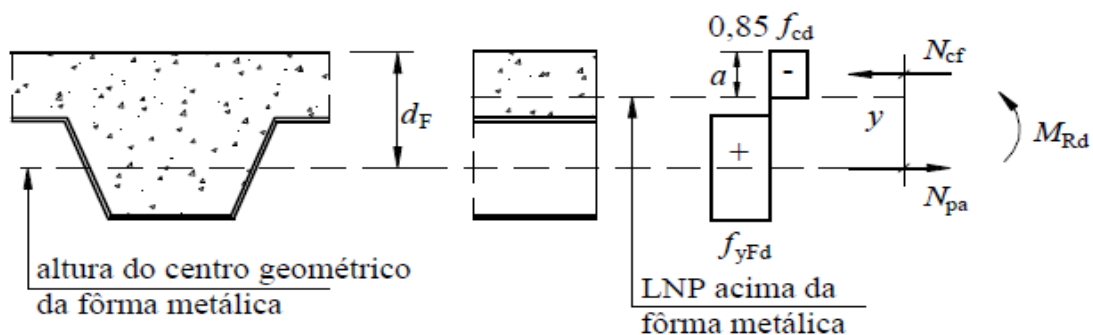 0,85 f_cd
N_cf
a
-
d_F
y
M_Rd
+
N_pa
f_yFd
altura do centro geométrico
da fôrma metálica
LNP acima da
fôrma metálica